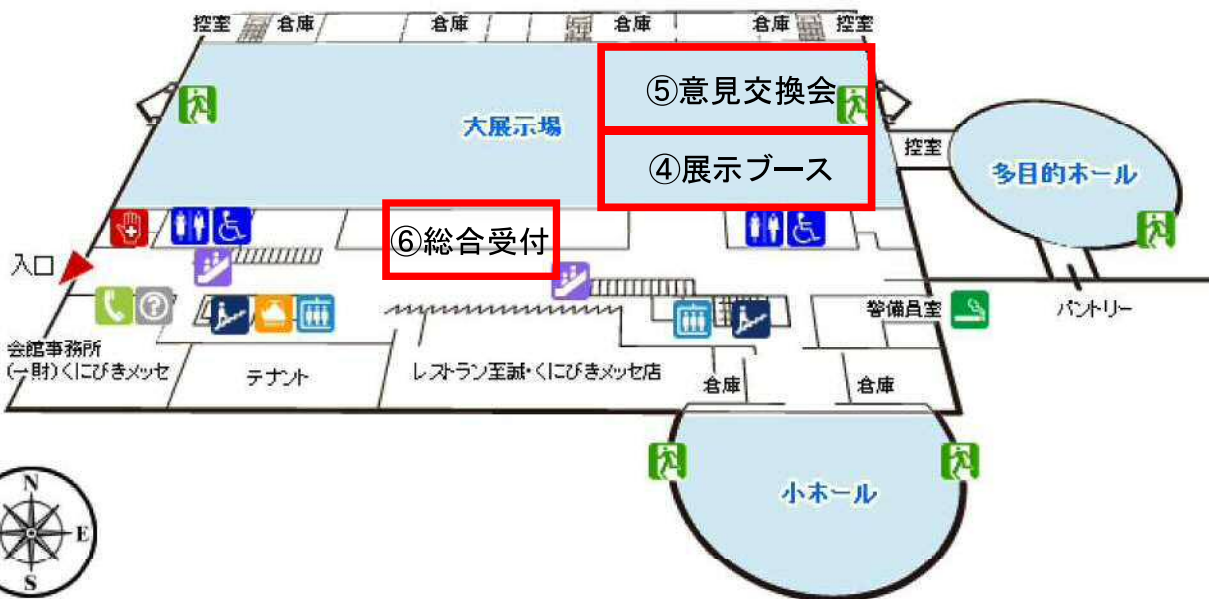 控室
倉庫
倉庫
倉庫
倉庫
控室
⑤意見交換会
大展示場
④展示ブース
控室
多目的ホール
⑥総合受付
入口
警備員室
パントリー
会館事務所
(一財)くにびきメッセ
テナント
レストラン至誠・くにびきメッセ店
倉庫
倉庫
小ホール
N
E
S